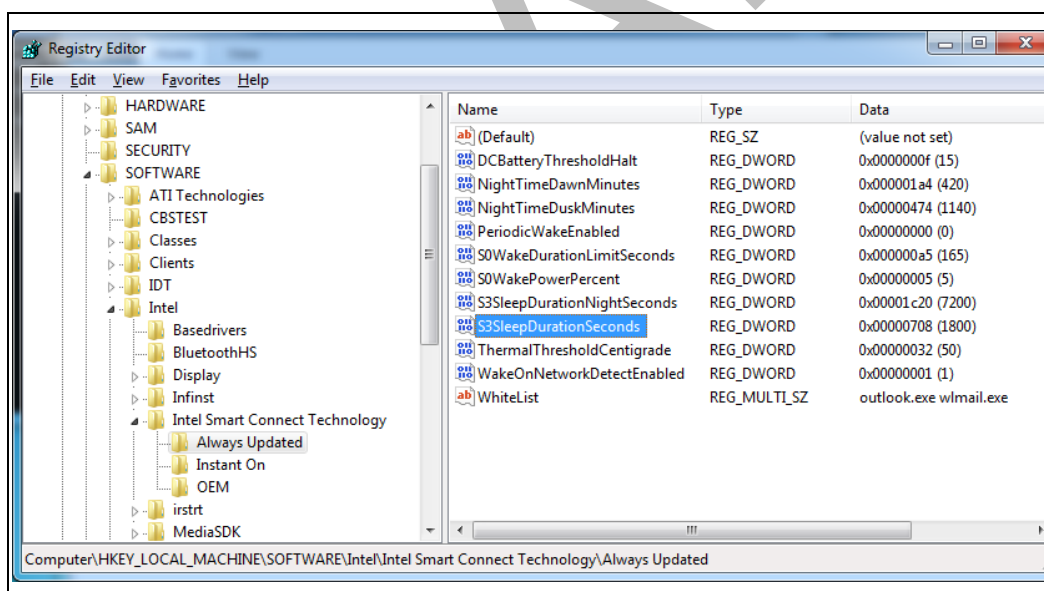 Registry Editor
File Edit View Favorites Help
HARDWARE
SAM
SECURITY
SOFTWARE
ATI Technologies
CBSTEST
Classes
Clients
IDT
Intel
Basedrivers
BluetoothHS
Display
Infinst
Intel Smart Connect Technology
Always Updated
Instant On
OEM
irstrt
MediaSDK
Name Type Data
(Default) REG_SZ (value not set)
DCBatteryThresholdHalt REG_DWORD 0x0000000f (15)
NightTimeDawnMinutes REG_DWORD 0x000001a4 (420)
NightTimeDuskMinutes REG_DWORD 0x00000474 (1140)
PeriodicWakeEnabled REG_DWORD 0x00000000 (0)
S0WakeDurationLimitSeconds REG_DWORD 0x000000a5 (165)
S0WakePowerPercent REG_DWORD 0x00000005 (5)
S3SleepDurationNightSeconds REG_DWORD 0x00001c20 (7200)
S3SleepDurationSeconds REG_DWORD 0x00000708 (1800)
ThermalThresholdCentigrade REG_DWORD 0x00000032 (50)
WakeOnNetworkDetectEnabled REG_DWORD 0x00000001 (1)
WhiteList REG_MULTI_SZ outlook.exe wlmail.exe
Computer\HKEY_LOCAL_MACHINE\SOFTWARE\Intel\Intel Smart Connect Technology\Always Updated